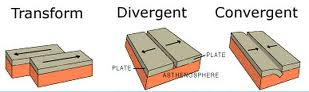 Transform Divergent Convergent
PLATE
PLATE
ASTHENOSPHERE